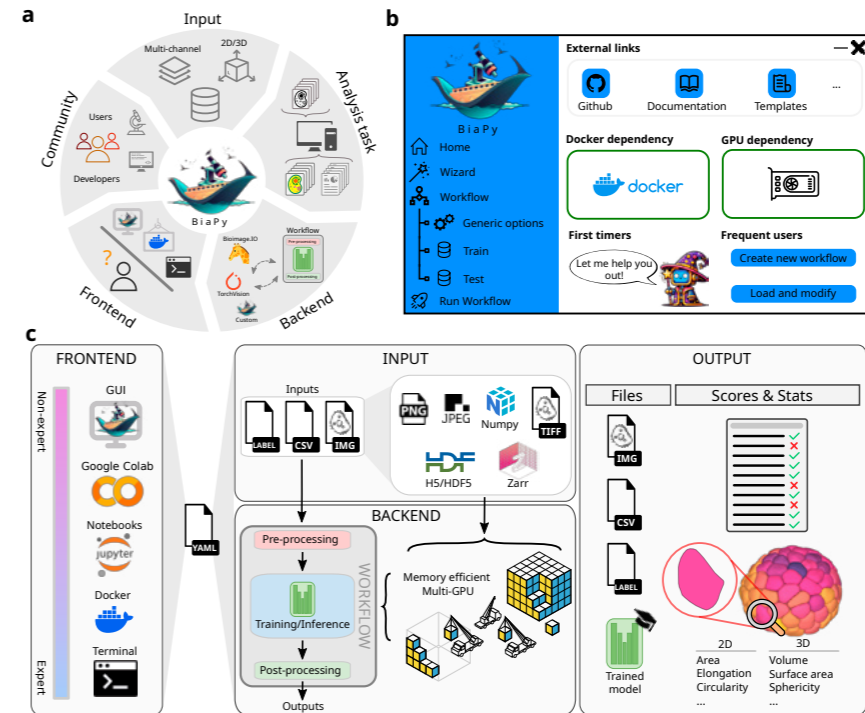 a
Input
Multi-channel
2D/3D
Analysis task
Community
Users
Developers
BiaPy
Frontend
?
Backend
Bioimage.IO
TorchVision
Custom
Workflow
Pre-processing
Post-processing
b
BiaPy
Home
Wizard
Workflow
Generic options
Train
Test
Run Workflow
External links
Github
Documentation
Templates
...
Docker dependency
GPU dependency
docker
First timers
Frequent users
Let me help you
out!
Create new workflow
Load and modify
c
FRONTEND
Non-expert
Expert
GUI
Google Colab
Notebooks
jupyter
Docker
Terminal
YAML
INPUT
Inputs
LABEL
CSV
IMG
PNG
JPEG
Numpy
TIFF
HDF
H5/HDF5
Zarr
BACKEND
Pre-processing
Training/Inference
Post-processing
Outputs
WORKFLOW
Memory efficient
Multi-GPU
OUTPUT
Files
Scores & Stats
IMG
CSV
LABEL
Trained
model
2D
Area
Elongation
Circularity
...
3D
Volume
Surface area
Sphericity
...